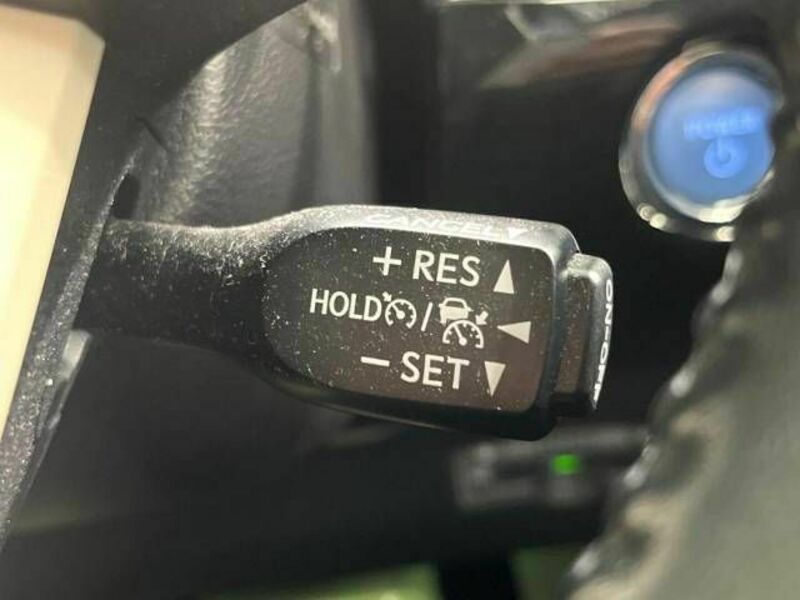 CANCEL
+ RES
HOLD /
− SET
ON-OFF
POWER